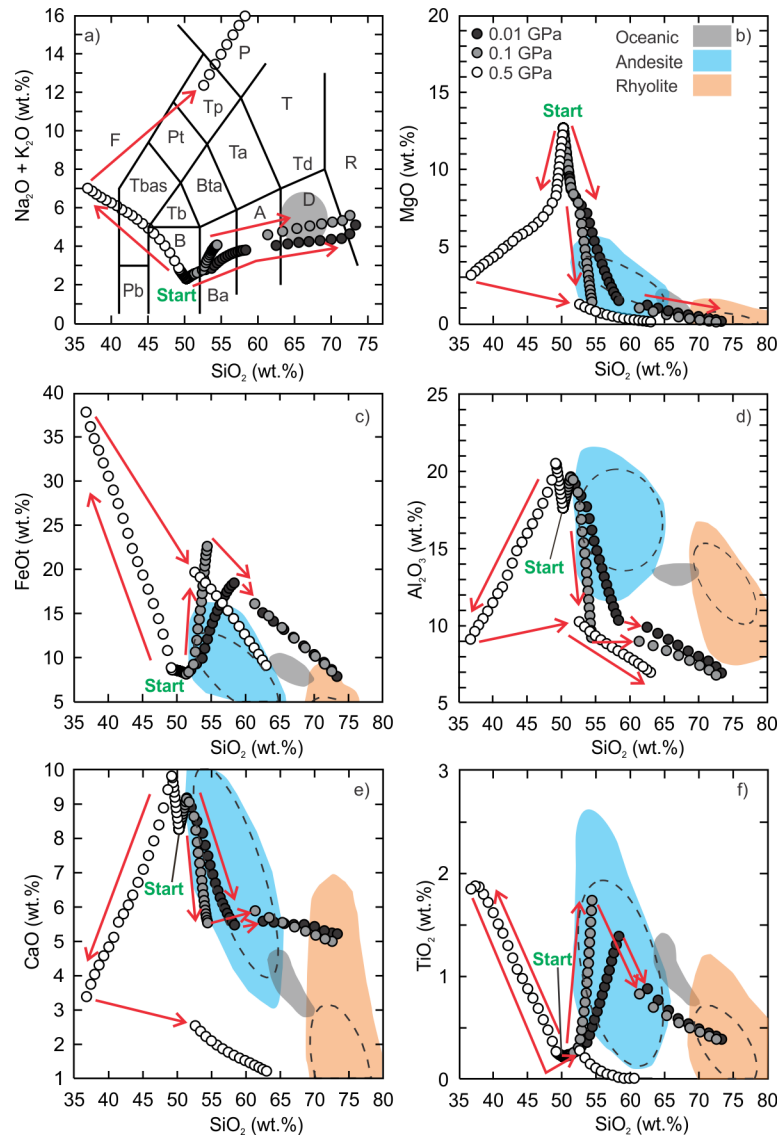 a)
Na₂O + K₂O (wt.%)
16
14
12
10
8
6
4
2
0
P
F
Tp
T
Pt
Ta
Td
R
Tbas
Bta
Tb
A
D
B
Start
Pb
Ba
35 40 45 50 55 60 65 70 75
SiO₂ (wt.%)
0.01 GPa
0.1 GPa
0.5 GPa
Oceanic
Andesite
Rhyolite
b)
MgO (wt.%)
20
15
10
5
0
Start
35 40 45 50 55 60 65 70 75 80
SiO₂ (wt.%)
c)
FeOt (wt.%)
40
35
30
25
20
15
10
5
Start
35 40 45 50 55 60 65 70 75 80
SiO₂ (wt.%)
d)
Al₂O₃ (wt.%)
25
20
15
10
5
Start
35 40 45 50 55 60 65 70 75 80
SiO₂ (wt.%)
e)
CaO (wt.%)
10
9
8
7
6
5
4
3
2
1
Start
35 40 45 50 55 60 65 70 75 80
SiO₂ (wt.%)
f)
TiO₂ (wt.%)
3
2
1
0
Start
35 40 45 50 55 60 65 70 75 80
SiO₂ (wt.%)